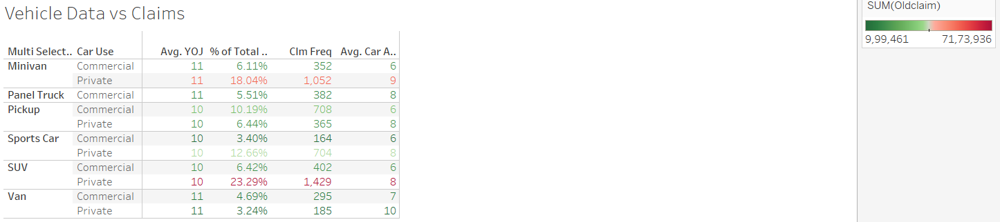 Vehicle Data vs Claims
SUM(Oldclaim)
9,99,461 71,73,936
Multi Select.. Car Use Avg. YOJ % of Total .. Clm Freq Avg. Car A..
Minivan Commercial 11 6.11% 352 6
Private 11 18.04% 1,052 9
Panel Truck Commercial 11 5.51% 382 8
Pickup Commercial 10 10.19% 708 6
Private 10 6.44% 365 8
Sports Car Commercial 10 3.40% 164 6
Private 10 12.66% 704 8
SUV Commercial 10 6.42% 402 6
Private 10 23.29% 1,429 8
Van Commercial 11 4.69% 295 7
Private 11 3.24% 185 10